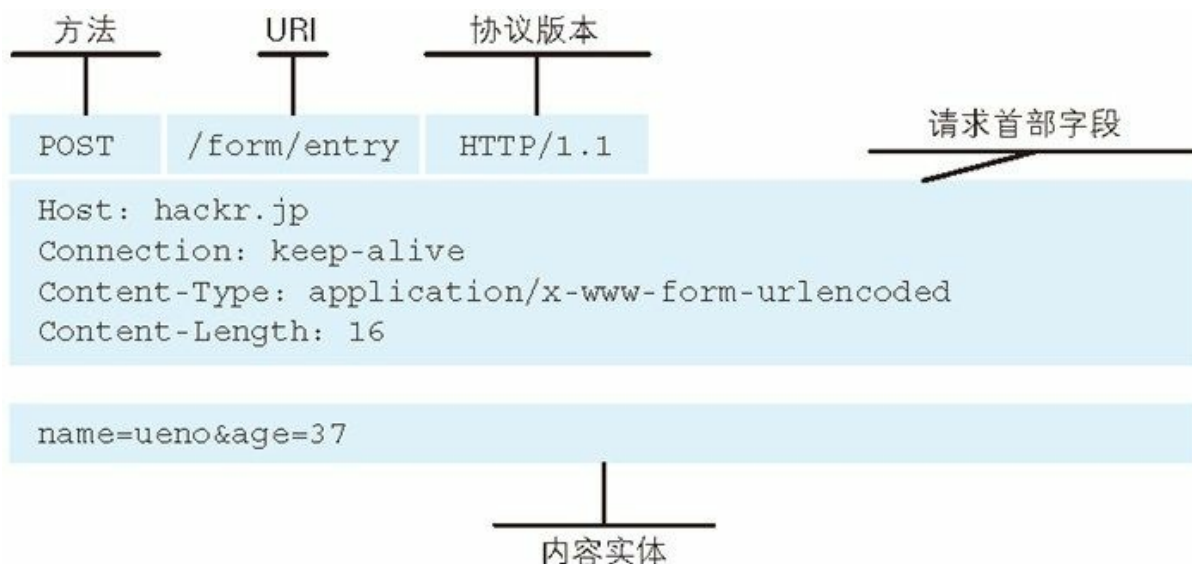 方法 URI 协议版本
请求首部字段
POST /form/entry HTTP/1.1
Host: hackr.jp
Connection: keep-alive
Content-Type: application/x-www-form-urlencoded
Content-Length: 16
name=ueno&age=37
内容实体